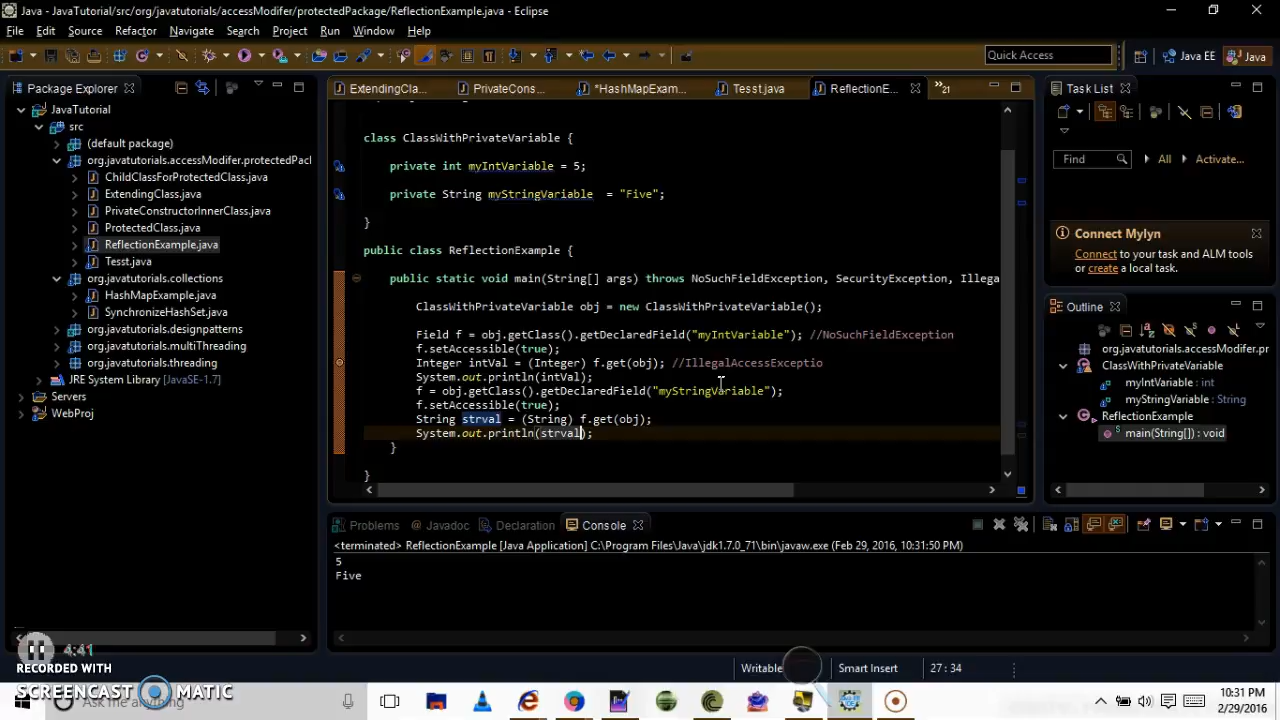 Java - JavaTutorial/src/org/javatutorials/accessModifer/protectedPackage/ReflectionExample.java - Eclipse
File Edit Source Refactor Navigate Search Project Run Window Help
Quick Access
Java EE
Java
Package Explorer
JavaTutorial
src
(default package)
org.javatutorials.accessModifer.protectedPacl
ChildClassForProtectedClass.java
ExtendingClass.java
PrivateConstructorInnerClass.java
ProtectedClass.java
ReflectionExample.java
Tesst.java
org.javatutorials.collections
HashMapExample.java
SynchronizeHashSet.java
org.javatutorials.designpatterns
org.javatutorials.multiThreading
org.javatutorials.threading
JRE System Library [JavaSE-1.7]
Servers
WebProj
ExtendingCla... PrivateCons... *HashMapExam... Tesst.java ReflectionE... »21
class ClassWithPrivateVariable {
private int myIntVariable = 5;
private String myStringVariable = "Five";
}
public class ReflectionExample {
public static void main(String[] args) throws NoSuchFieldException, SecurityException, Illega
ClassWithPrivateVariable obj = new ClassWithPrivateVariable();
Field f = obj.getClass().getDeclaredField("myIntVariable"); //NoSuchFieldException
f.setAccessible(true);
Integer intVal = (Integer) f.get(obj); //IllegalAccessExceptio
System.out.println(intVal);
f = obj.getClass().getDeclaredField("myStringVariable");
f.setAccessible(true);
String strval = (String) f.get(obj);
System.out.println(strval);
}
}
Task List
Find
All
Activate...
Connect Mylyn
Connect to your task and ALM tools
or create a local task.
Outline
org.javatutorials.accessModifer.pr
ClassWithPrivateVariable
myIntVariable : int
myStringVariable : String
ReflectionExample
main(String[]) : void
Problems @ Javadoc Declaration Console
<terminated> ReflectionExample [Java Application] C:\Program Files\Java\jdk1.7.0_71\bin\javaw.exe (Feb 29, 2016, 10:31:50 PM)
5
Five
Writable
Smart Insert
27 : 34
4:41
RECORDED WITH
SCREENCAST MATIC
Ask me anything
10:31 PM
2/29/2016